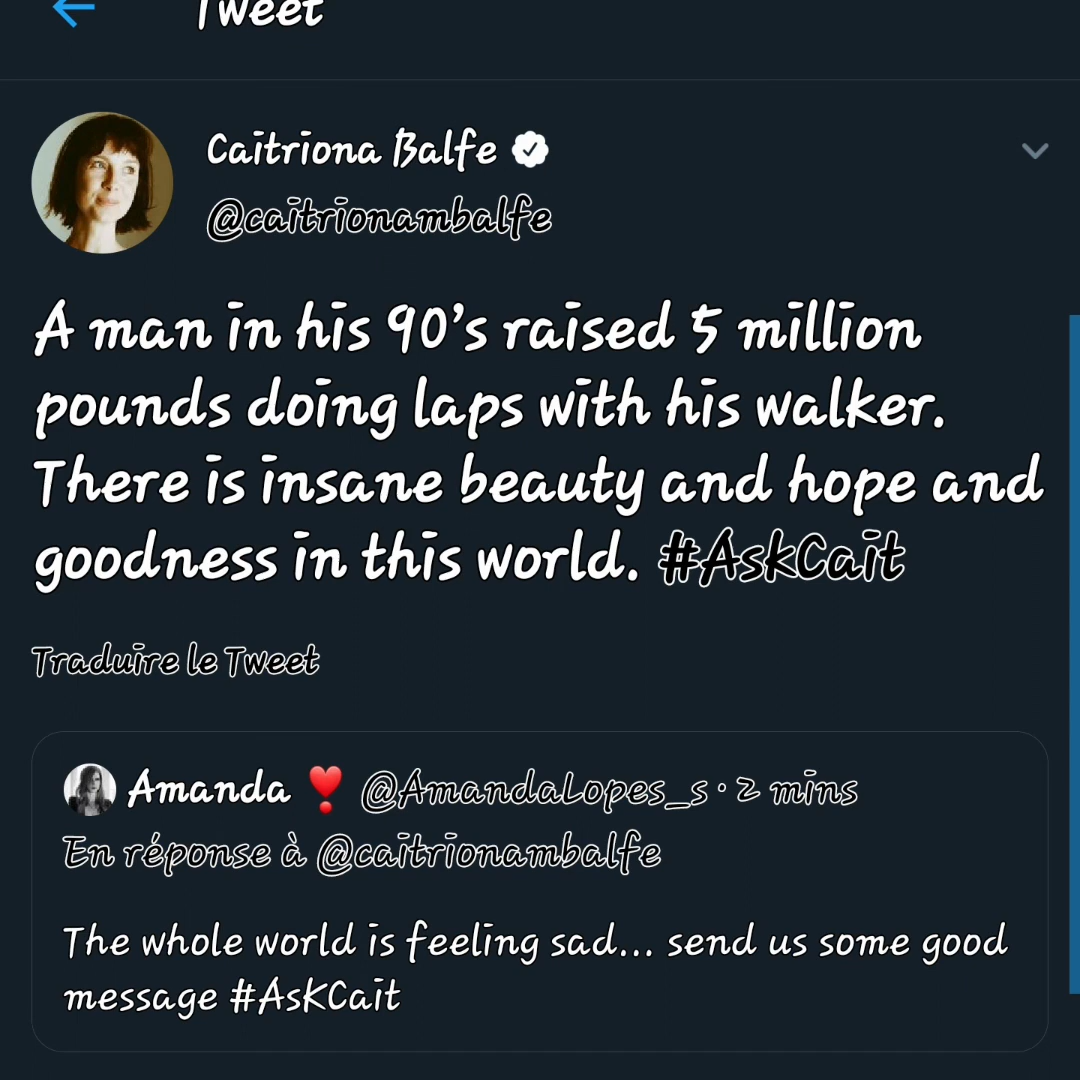 Tweet
Caitriona Balfe
@caitrionambalfe
A man in his 90's raised 5 million
pounds doing laps with his walker.
There is insane beauty and hope and
goodness in this world. #AskCait
Traduire le Tweet
Amanda ❣️ @AmandaLopes_s · 2 mins
En réponse à @caitrionambalfe
The whole world is feeling sad... send us some good
message #AsKCait